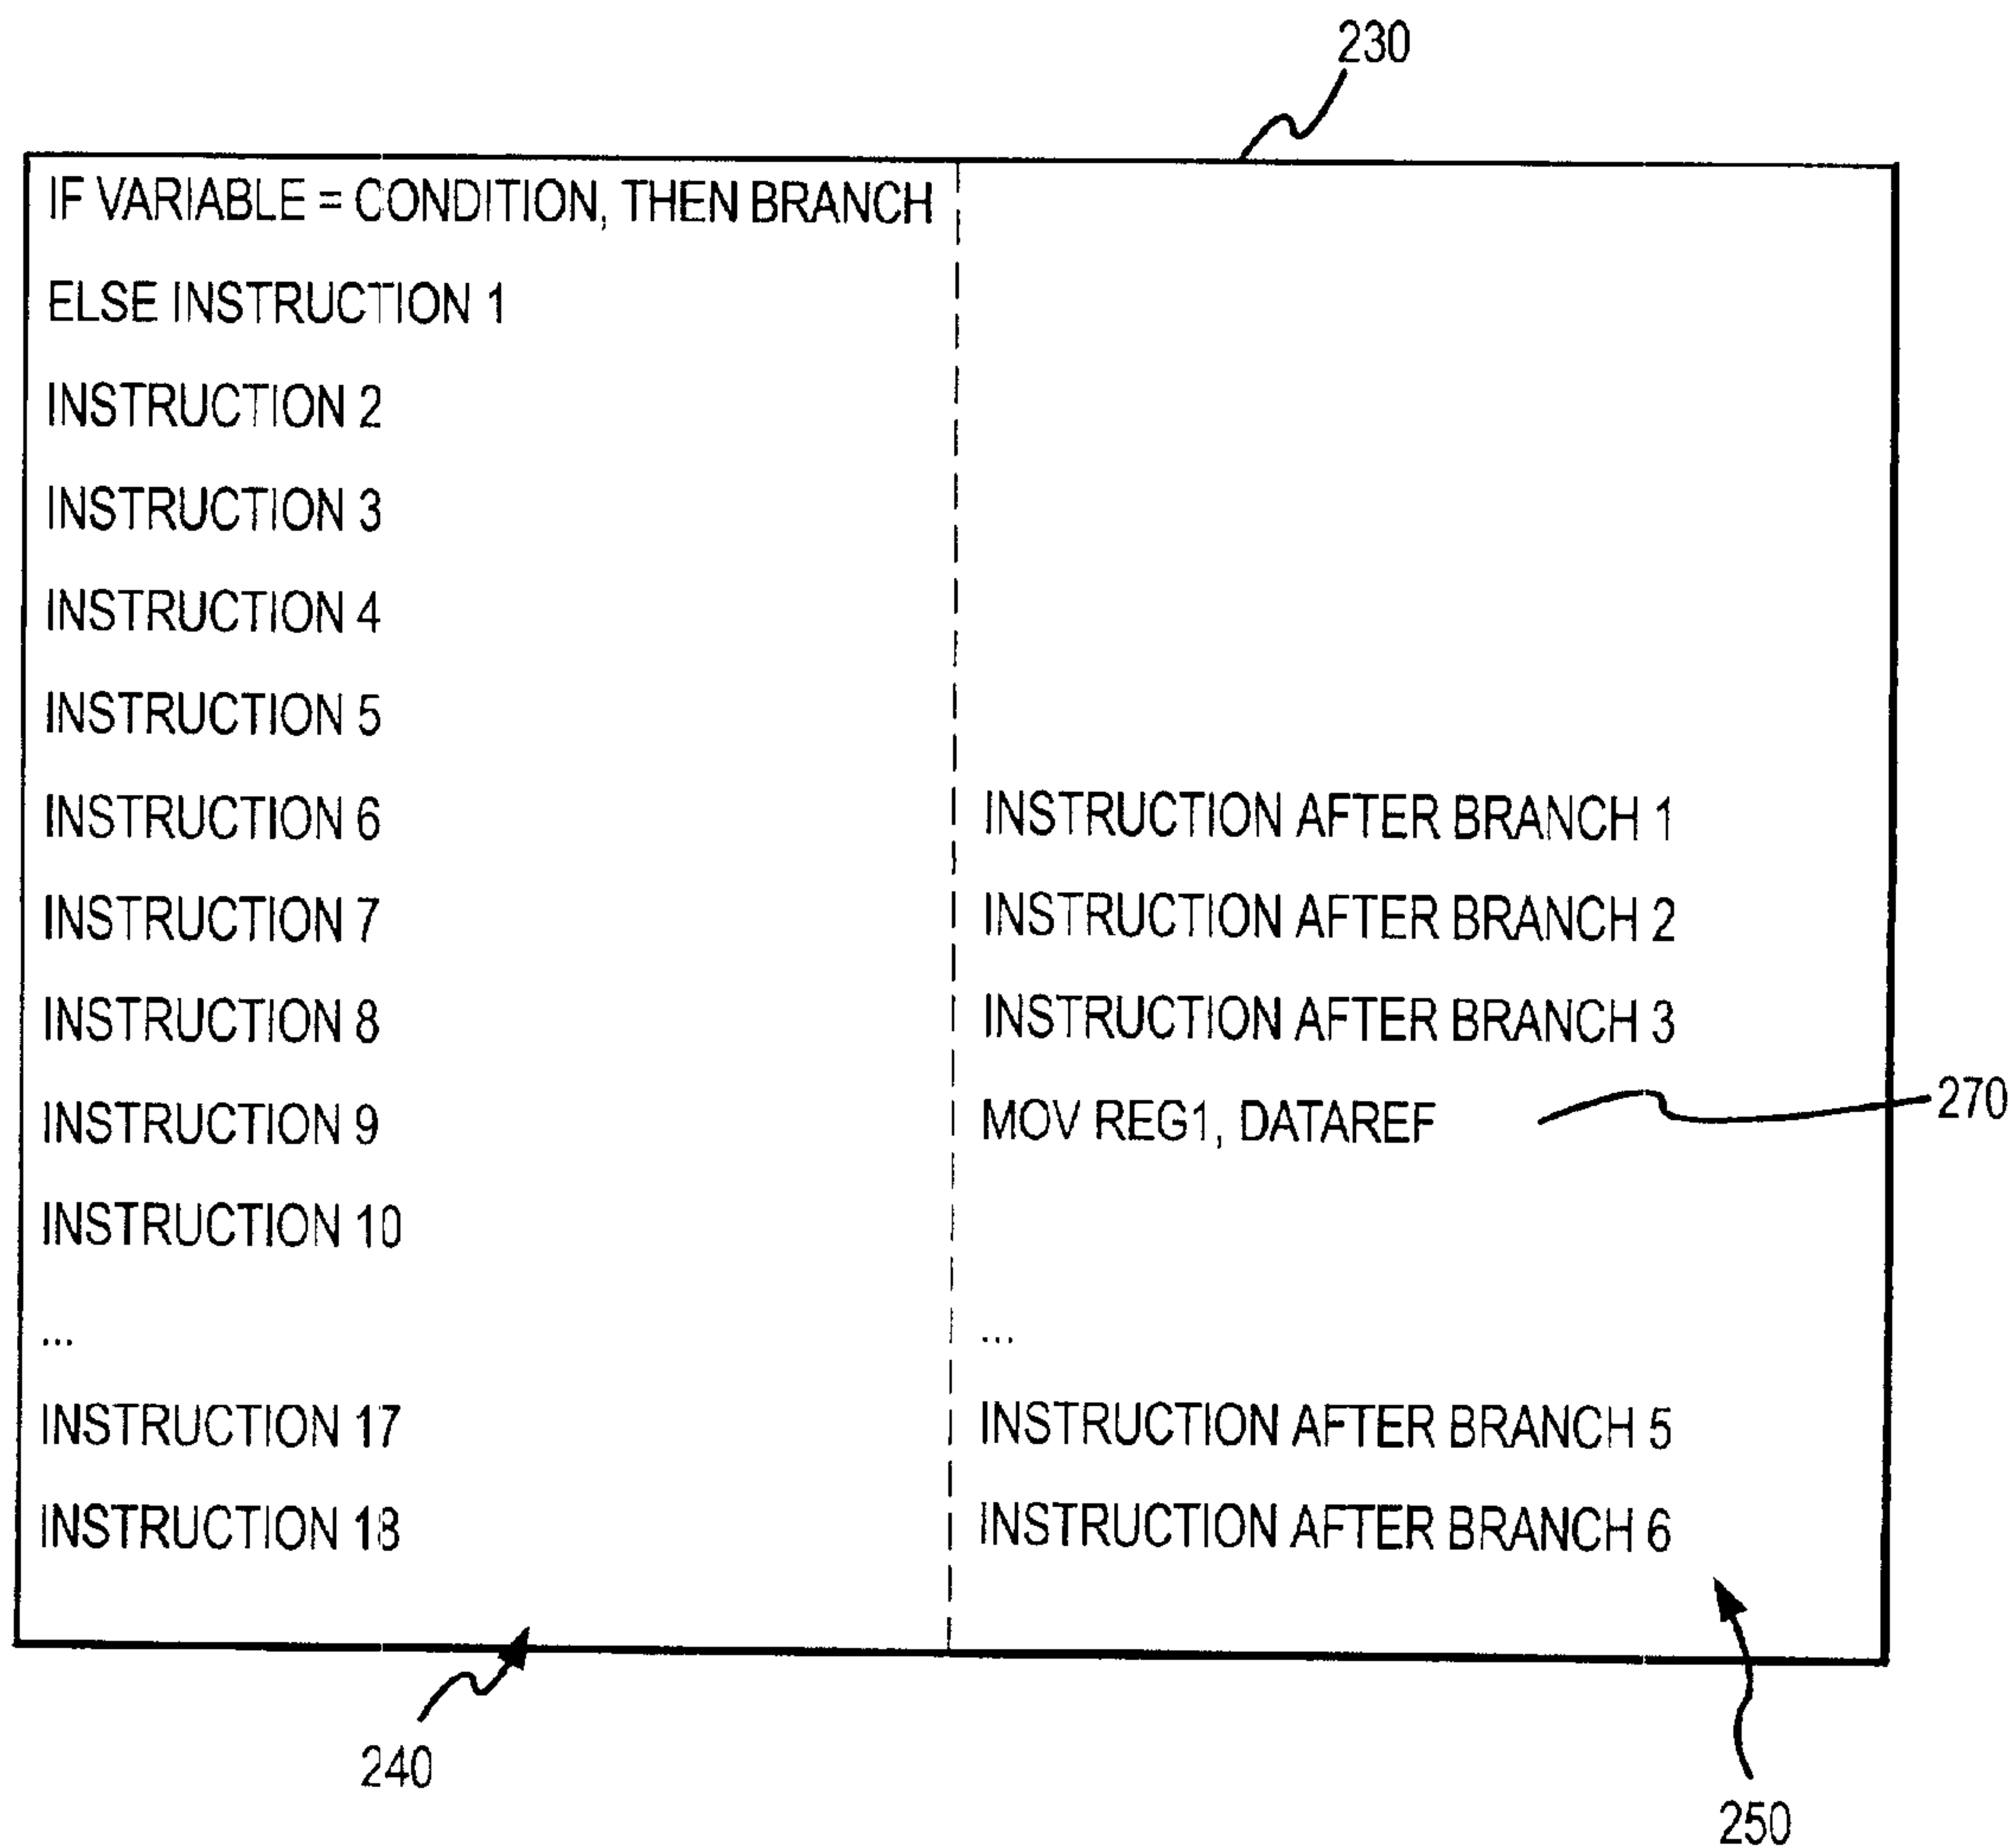 230
IF VARIABLE = CONDITION, THEN BRANCH
ELSE INSTRUCTION 1
INSTRUCTION 2
INSTRUCTION 3
INSTRUCTION 4
INSTRUCTION 5
INSTRUCTION 6
INSTRUCTION 7
INSTRUCTION 8
INSTRUCTION 9
INSTRUCTION 10
...
INSTRUCTION 17
INSTRUCTION 18
INSTRUCTION AFTER BRANCH 1
INSTRUCTION AFTER BRANCH 2
INSTRUCTION AFTER BRANCH 3
MOV REG1, DATAREF
...
INSTRUCTION AFTER BRANCH 5
INSTRUCTION AFTER BRANCH 6
270
240
250